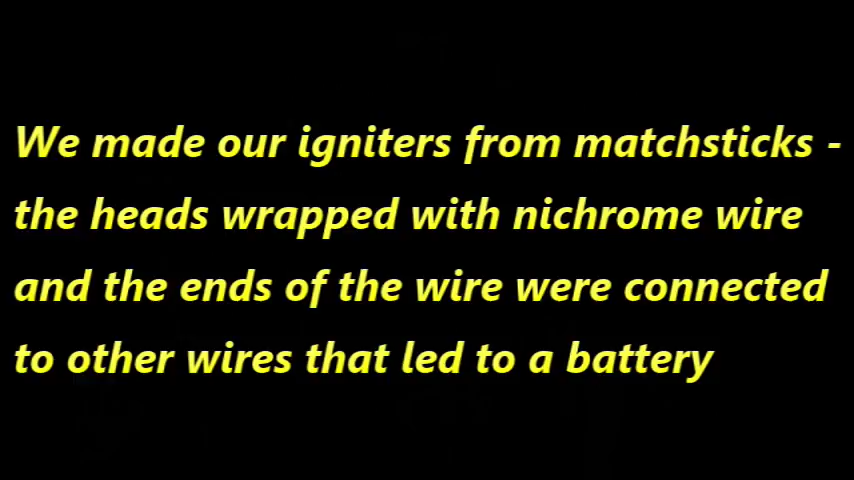 We made our igniters from matchsticks -
the heads wrapped with nichrome wire
and the ends of the wire were connected
to other wires that led to a battery